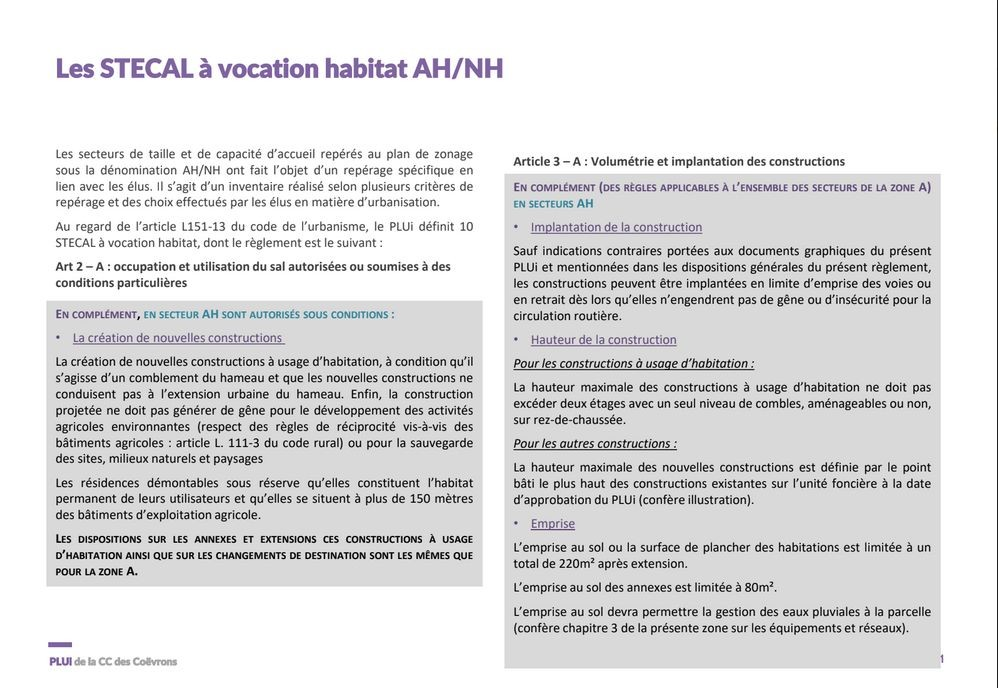 Les STECAL à vocation habitat AH/NH
Les secteurs de taille et de capacité d'accueil repérés au plan de zonage
sous la dénomination AH/NH ont fait l'objet d'un repérage spécifique en
lien avec les élus. Il s'agit d'un inventaire réalisé selon plusieurs critères de
repérage et des choix effectués par les élus en matière d'urbanisation.
Au regard de l'article L151-13 du code de l'urbanisme, le PLUi définit 10
STECAL à vocation habitat, dont le règlement est le suivant :
Art 2 – A : occupation et utilisation du sal autorisées ou soumises à des
conditions particulières
EN COMPLÉMENT, EN SECTEUR AH SONT AUTORISÉS SOUS CONDITIONS :
• La création de nouvelles constructions
La création de nouvelles constructions à usage d'habitation, à condition qu'il
s'agisse d'un comblement du hameau et que les nouvelles constructions ne
conduisent pas à l'extension urbaine du hameau. Enfin, la construction
projetée ne doit pas générer de gêne pour le développement des activités
agricoles environnantes (respect des règles de réciprocité vis-à-vis des
bâtiments agricoles : article L. 111-3 du code rural) ou pour la sauvegarde
des sites, milieux naturels et paysages
Les résidences démontables sous réserve qu'elles constituent l'habitat
permanent de leurs utilisateurs et qu'elles se situent à plus de 150 mètres
des bâtiments d'exploitation agricole.
LES DISPOSITIONS SUR LES ANNEXES ET EXTENSIONS CES CONSTRUCTIONS À USAGE
D'HABITATION AINSI QUE SUR LES CHANGEMENTS DE DESTINATION SONT LES MÊMES QUE
POUR LA ZONE A.
Article 3 – A : Volumétrie et implantation des constructions
EN COMPLÉMENT (DES RÈGLES APPLICABLES À L'ENSEMBLE DES SECTEURS DE LA ZONE A)
EN SECTEURS AH
• Implantation de la construction
Sauf indications contraires portées aux documents graphiques du présent
PLUi et mentionnées dans les dispositions générales du présent règlement,
les constructions peuvent être implantées en limite d'emprise des voies ou
en retrait dès lors qu'elles n'engendrent pas de gêne ou d'insécurité pour la
circulation routière.
• Hauteur de la construction
Pour les constructions à usage d'habitation :
La hauteur maximale des constructions à usage d'habitation ne doit pas
excéder deux étages avec un seul niveau de combles, aménageables ou non,
sur rez-de-chaussée.
Pour les autres constructions :
La hauteur maximale des nouvelles constructions est définie par le point
bâti le plus haut des constructions existantes sur l'unité foncière à la date
d'approbation du PLUi (confère illustration).
• Emprise
L'emprise au sol ou la surface de plancher des habitations est limitée à un
total de 220m² après extension.
L'emprise au sol des annexes est limitée à 80m².
L'emprise au sol devra permettre la gestion des eaux pluviales à la parcelle
(confère chapitre 3 de la présente zone sur les équipements et réseaux).
PLUI de la CC des Coëvrons
1